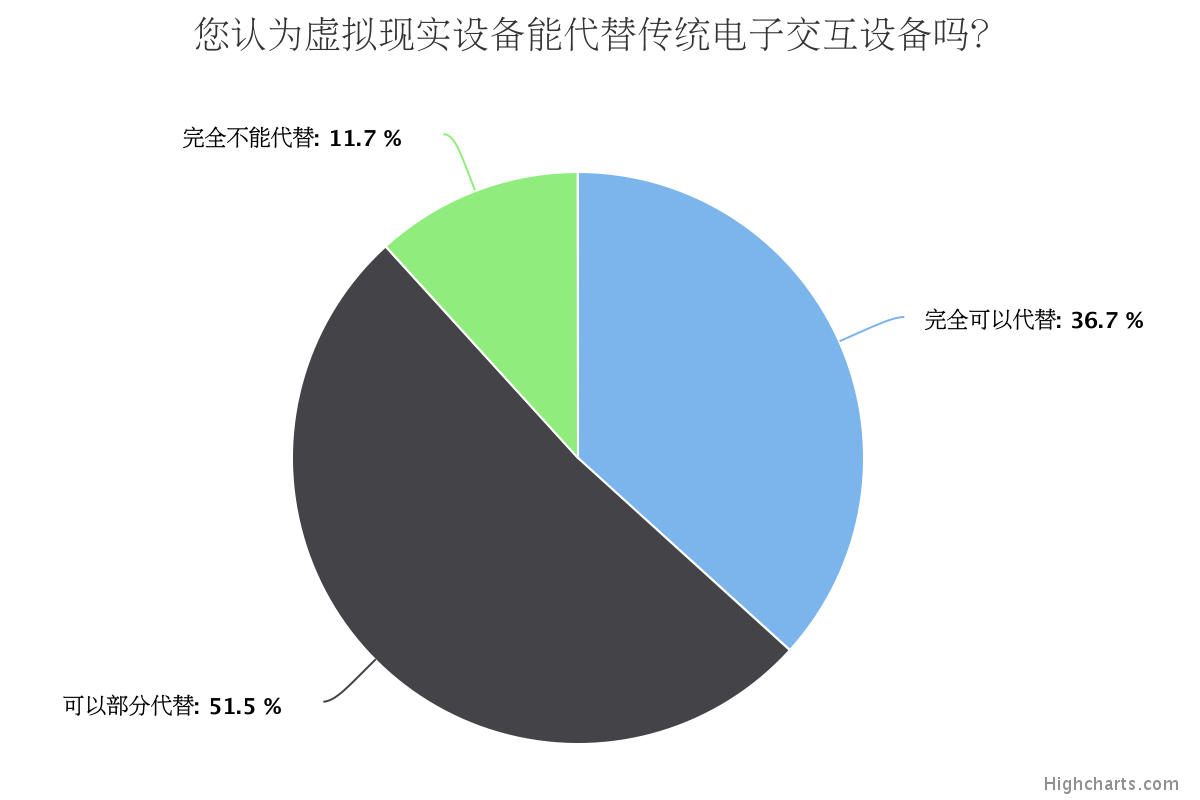 您认为虚拟现实设备能代替传统电子交互设备吗?
完全不能代替: 11.7 %
完全可以代替: 36.7 %
可以部分代替: 51.5 %
Highcharts.com